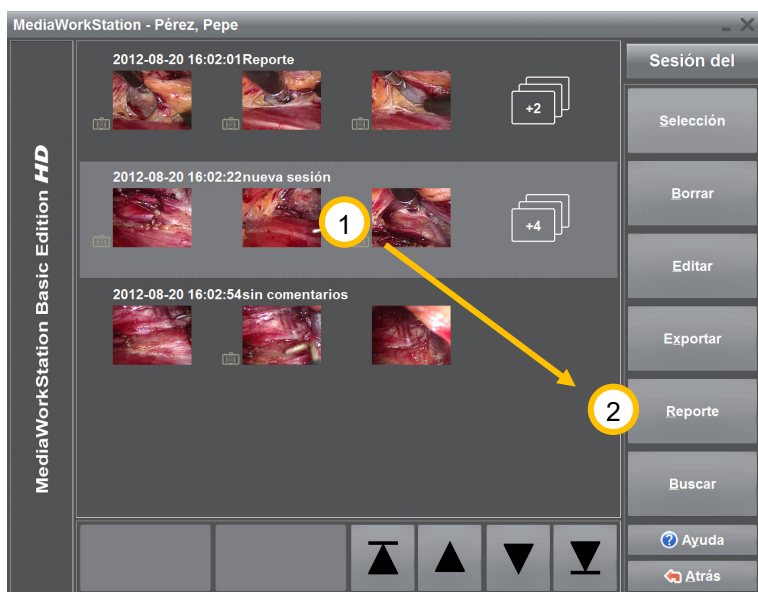 MediaWorkStation - Pérez, Pepe
MediaWorkStation Basic Edition HD
2012-08-20 16:02:01Reporte
+2
2012-08-20 16:02:22nueva sesión
1
+4
2012-08-20 16:02:54sin comentarios
Sesión del
Selección
Borrar
Editar
Exportar
2
Reporte
Buscar
Ayuda
Atrás